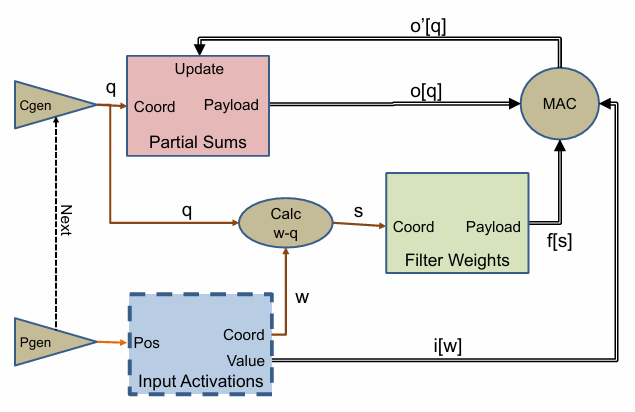 o’[q]
Update
q
Cgen
Coord
Payload
Partial Sums
o[q]
MAC
Next
q
Calc
w-q
s
Coord
Payload
Filter Weights
f[s]
w
Pgen
Pos
Coord
Value
Input Activations
i[w]